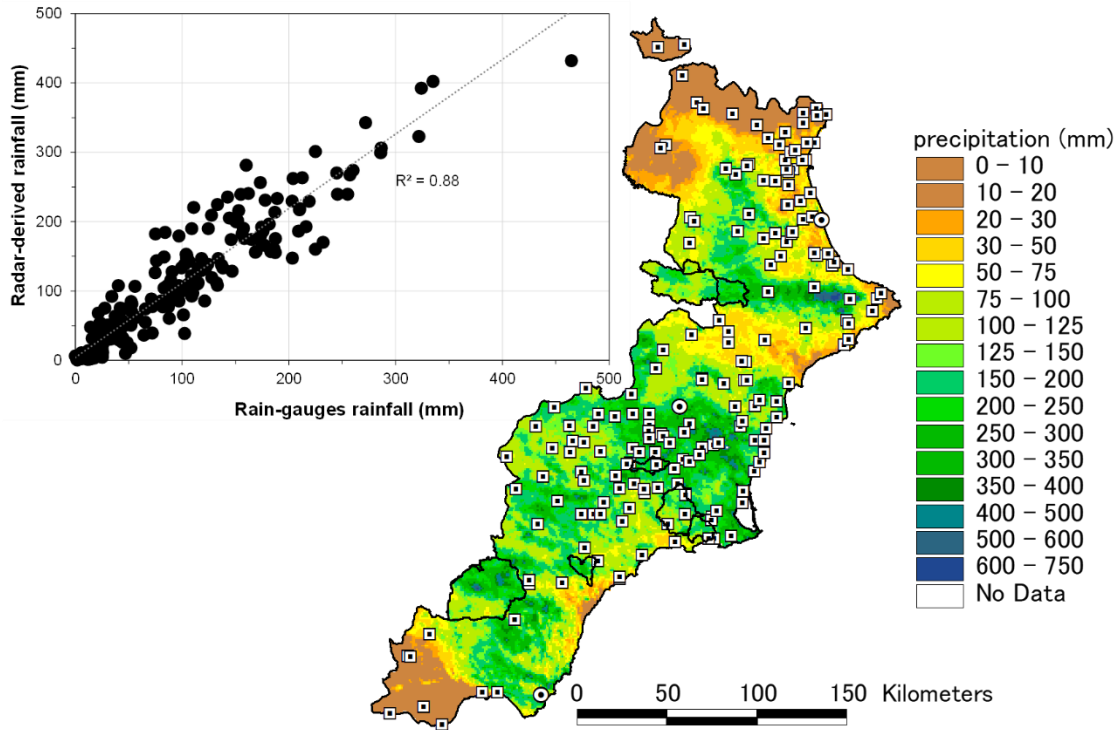 500
400
300
200
100
0
0
100
200
300
400
500
Radar-derived rainfall (mm)
Rain-gauges rainfall (mm)
R² = 0.88
precipitation (mm)
0 - 10
10 - 20
20 - 30
30 - 50
50 - 75
75 - 100
100 - 125
125 - 150
150 - 200
200 - 250
250 - 300
300 - 350
350 - 400
400 - 500
500 - 600
600 - 750
No Data
0 50 100 150 Kilometers